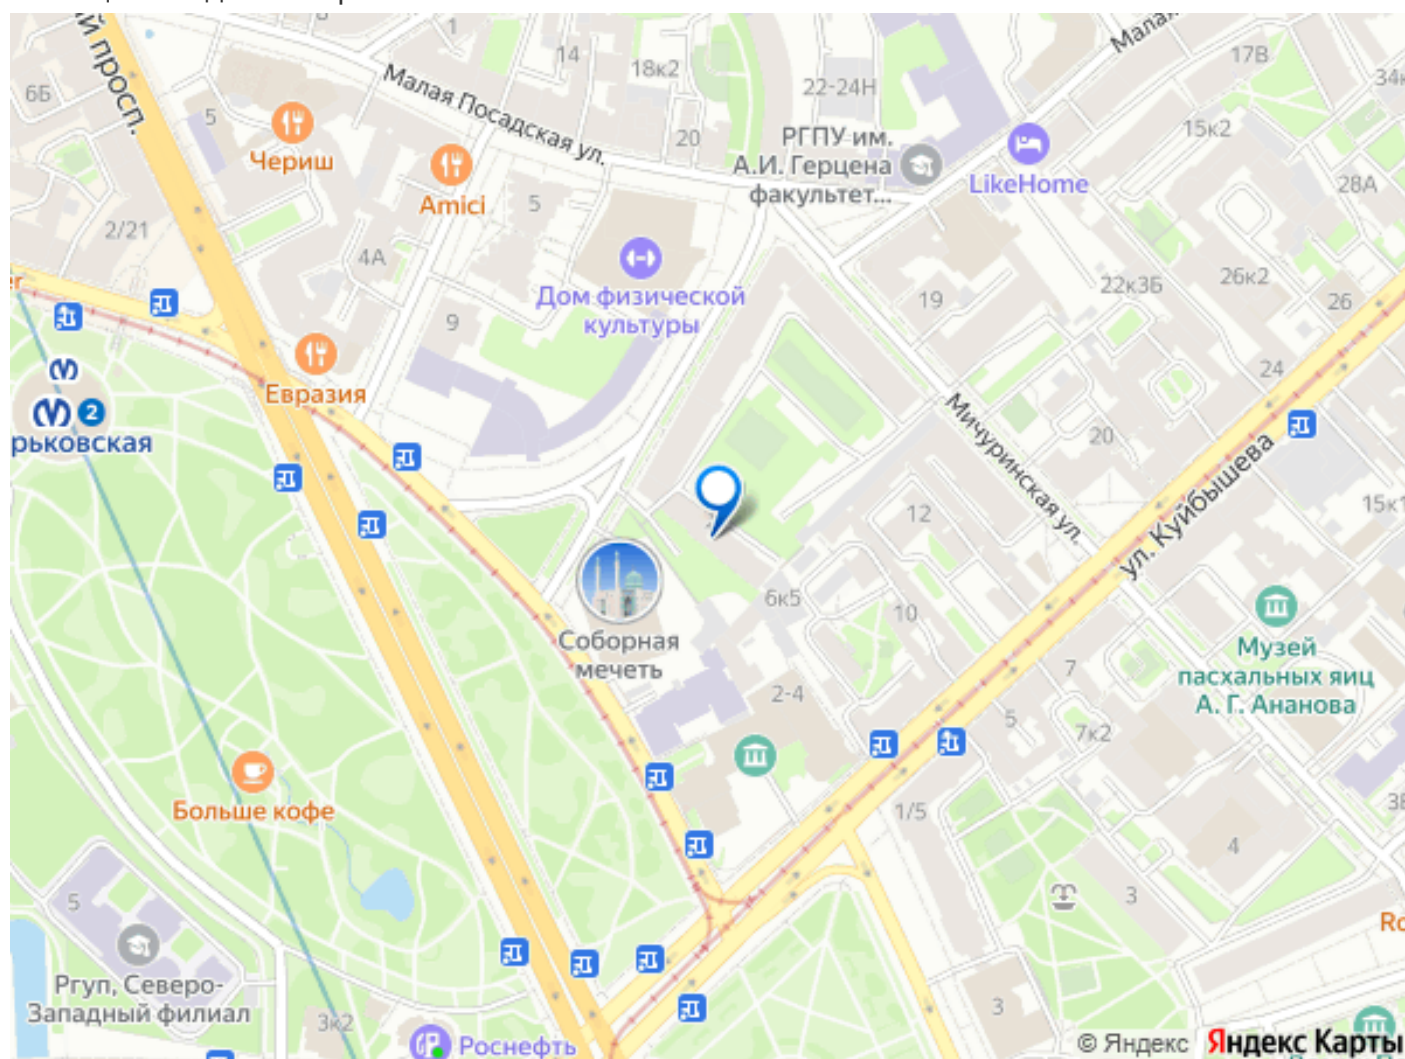 й просп.
1
14
18к2
22-24Н
Малая
17В
34к
6Б
5
Малая Посадская ул.
20
15к2
Чериш
Amici
5
РГПУ им.
А.И. Герцена
факультет...
LikeHome
28А
2/21
4А
Дом физической
культуры
19
22к3Б
26к2
26
9
Евразия
24
2
рьковская
Мичуринская ул.
20
ул. Куйбышева
15к1
12
6к5
10
Соборная
мечеть
Музей
пасхальных яиц
А. Г. Ананова
7
2-4
5
7к2
Больше кофе
1/5
4
3
5
Ргуп, Северо-
Западный филиал
3к2
3
Роснефть
© Яндекс Яндекс Карты